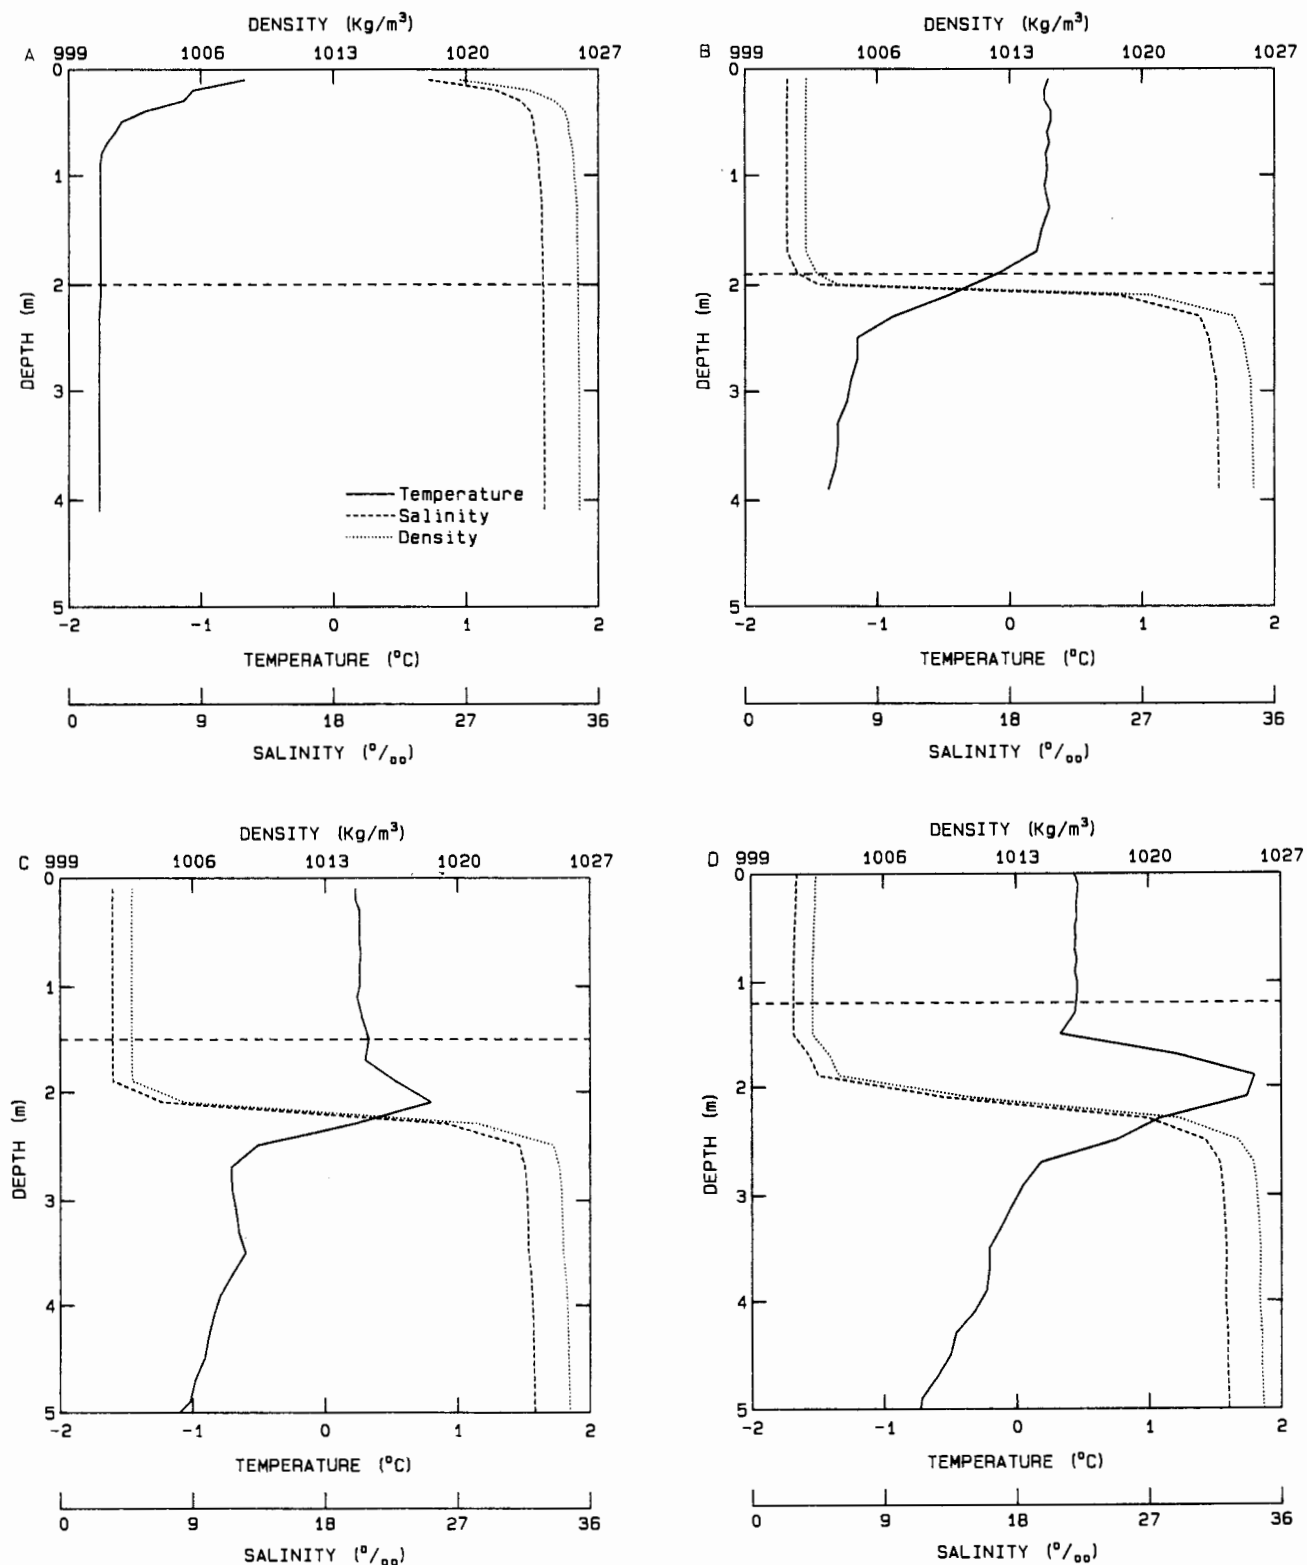 DENSITY (Kg/m³)
A 999 1006 1013 1020 1027
0
1
2
3
4
5
DEPTH (m)
Temperature
Salinity
Density
-2 -1 0 1 2
TEMPERATURE (°C)
0 9 18 27 36
SALINITY (°/₀₀)
DENSITY (Kg/m³)
B 999 1006 1013 1020 1027
0
1
2
3
4
5
DEPTH (m)
-2 -1 0 1 2
TEMPERATURE (°C)
0 9 18 27 36
SALINITY (°/₀₀)
DENSITY (Kg/m³)
C 999 1006 1013 1020 1027
0
1
2
3
4
5
DEPTH (m)
-2 -1 0 1 2
TEMPERATURE (°C)
0 9 18 27 36
SALINITY (°/₀₀)
DENSITY (Kg/m³)
D 999 1006 1013 1020 1027
0
1
2
3
4
5
DEPTH (m)
-2 -1 0 1 2
TEMPERATURE (°C)
0 9 18 27 36
SALINITY (°/₀₀)